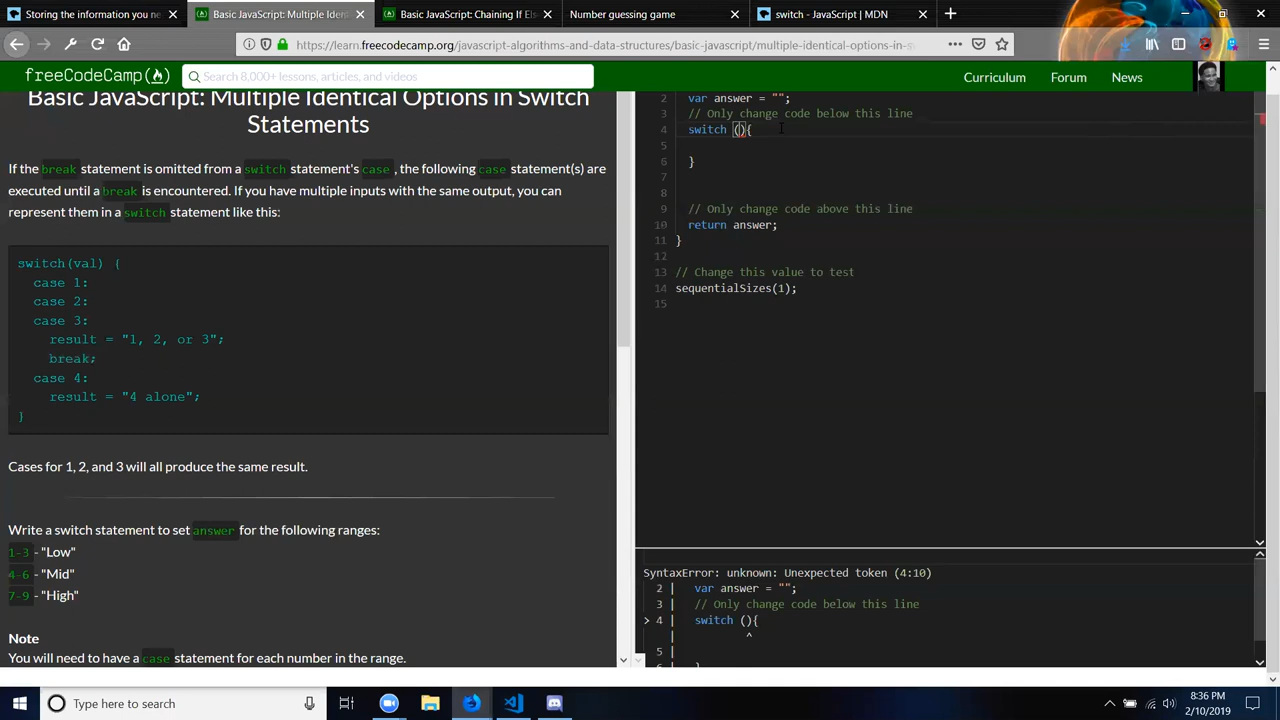 Storing the information you need
Basic JavaScript: Multiple Identi
Basic JavaScript: Chaining If Else
Number guessing game
switch - JavaScript | MDN
https://learn.freecodecamp.org/javascript-algorithms-and-data-structures/basic-javascript/multiple-identical-options-in-s
freeCodeCamp
Search 8,000+ lessons, articles, and videos
Curriculum
Forum
News
Basic JavaScript: Multiple Identical Options in Switch
Statements
If the break statement is omitted from a switch statement's case , the following case statement(s) are
executed until a break is encountered. If you have multiple inputs with the same output, you can
represent them in a switch statement like this:
switch(val) {
case 1:
case 2:
case 3:
result = "1, 2, or 3";
break;
case 4:
result = "4 alone";
}
Cases for 1, 2, and 3 will all produce the same result.
Write a switch statement to set answer for the following ranges:
1-3 - "Low"
4-6 - "Mid"
7-9 - "High"
Note
You will need to have a case statement for each number in the range.
2 var answer = "";
3 // Only change code below this line
4 switch (){
5
6 }
7
8
9 // Only change code above this line
10 return answer;
11 }
12
13 // Change this value to test
14 sequentialSizes(1);
15
SyntaxError: unknown: Unexpected token (4:10)
2 | var answer = "";
3 | // Only change code below this line
> 4 | switch (){
| ^
5 |
6 | }
Type here to search
8:36 PM
2/10/2019